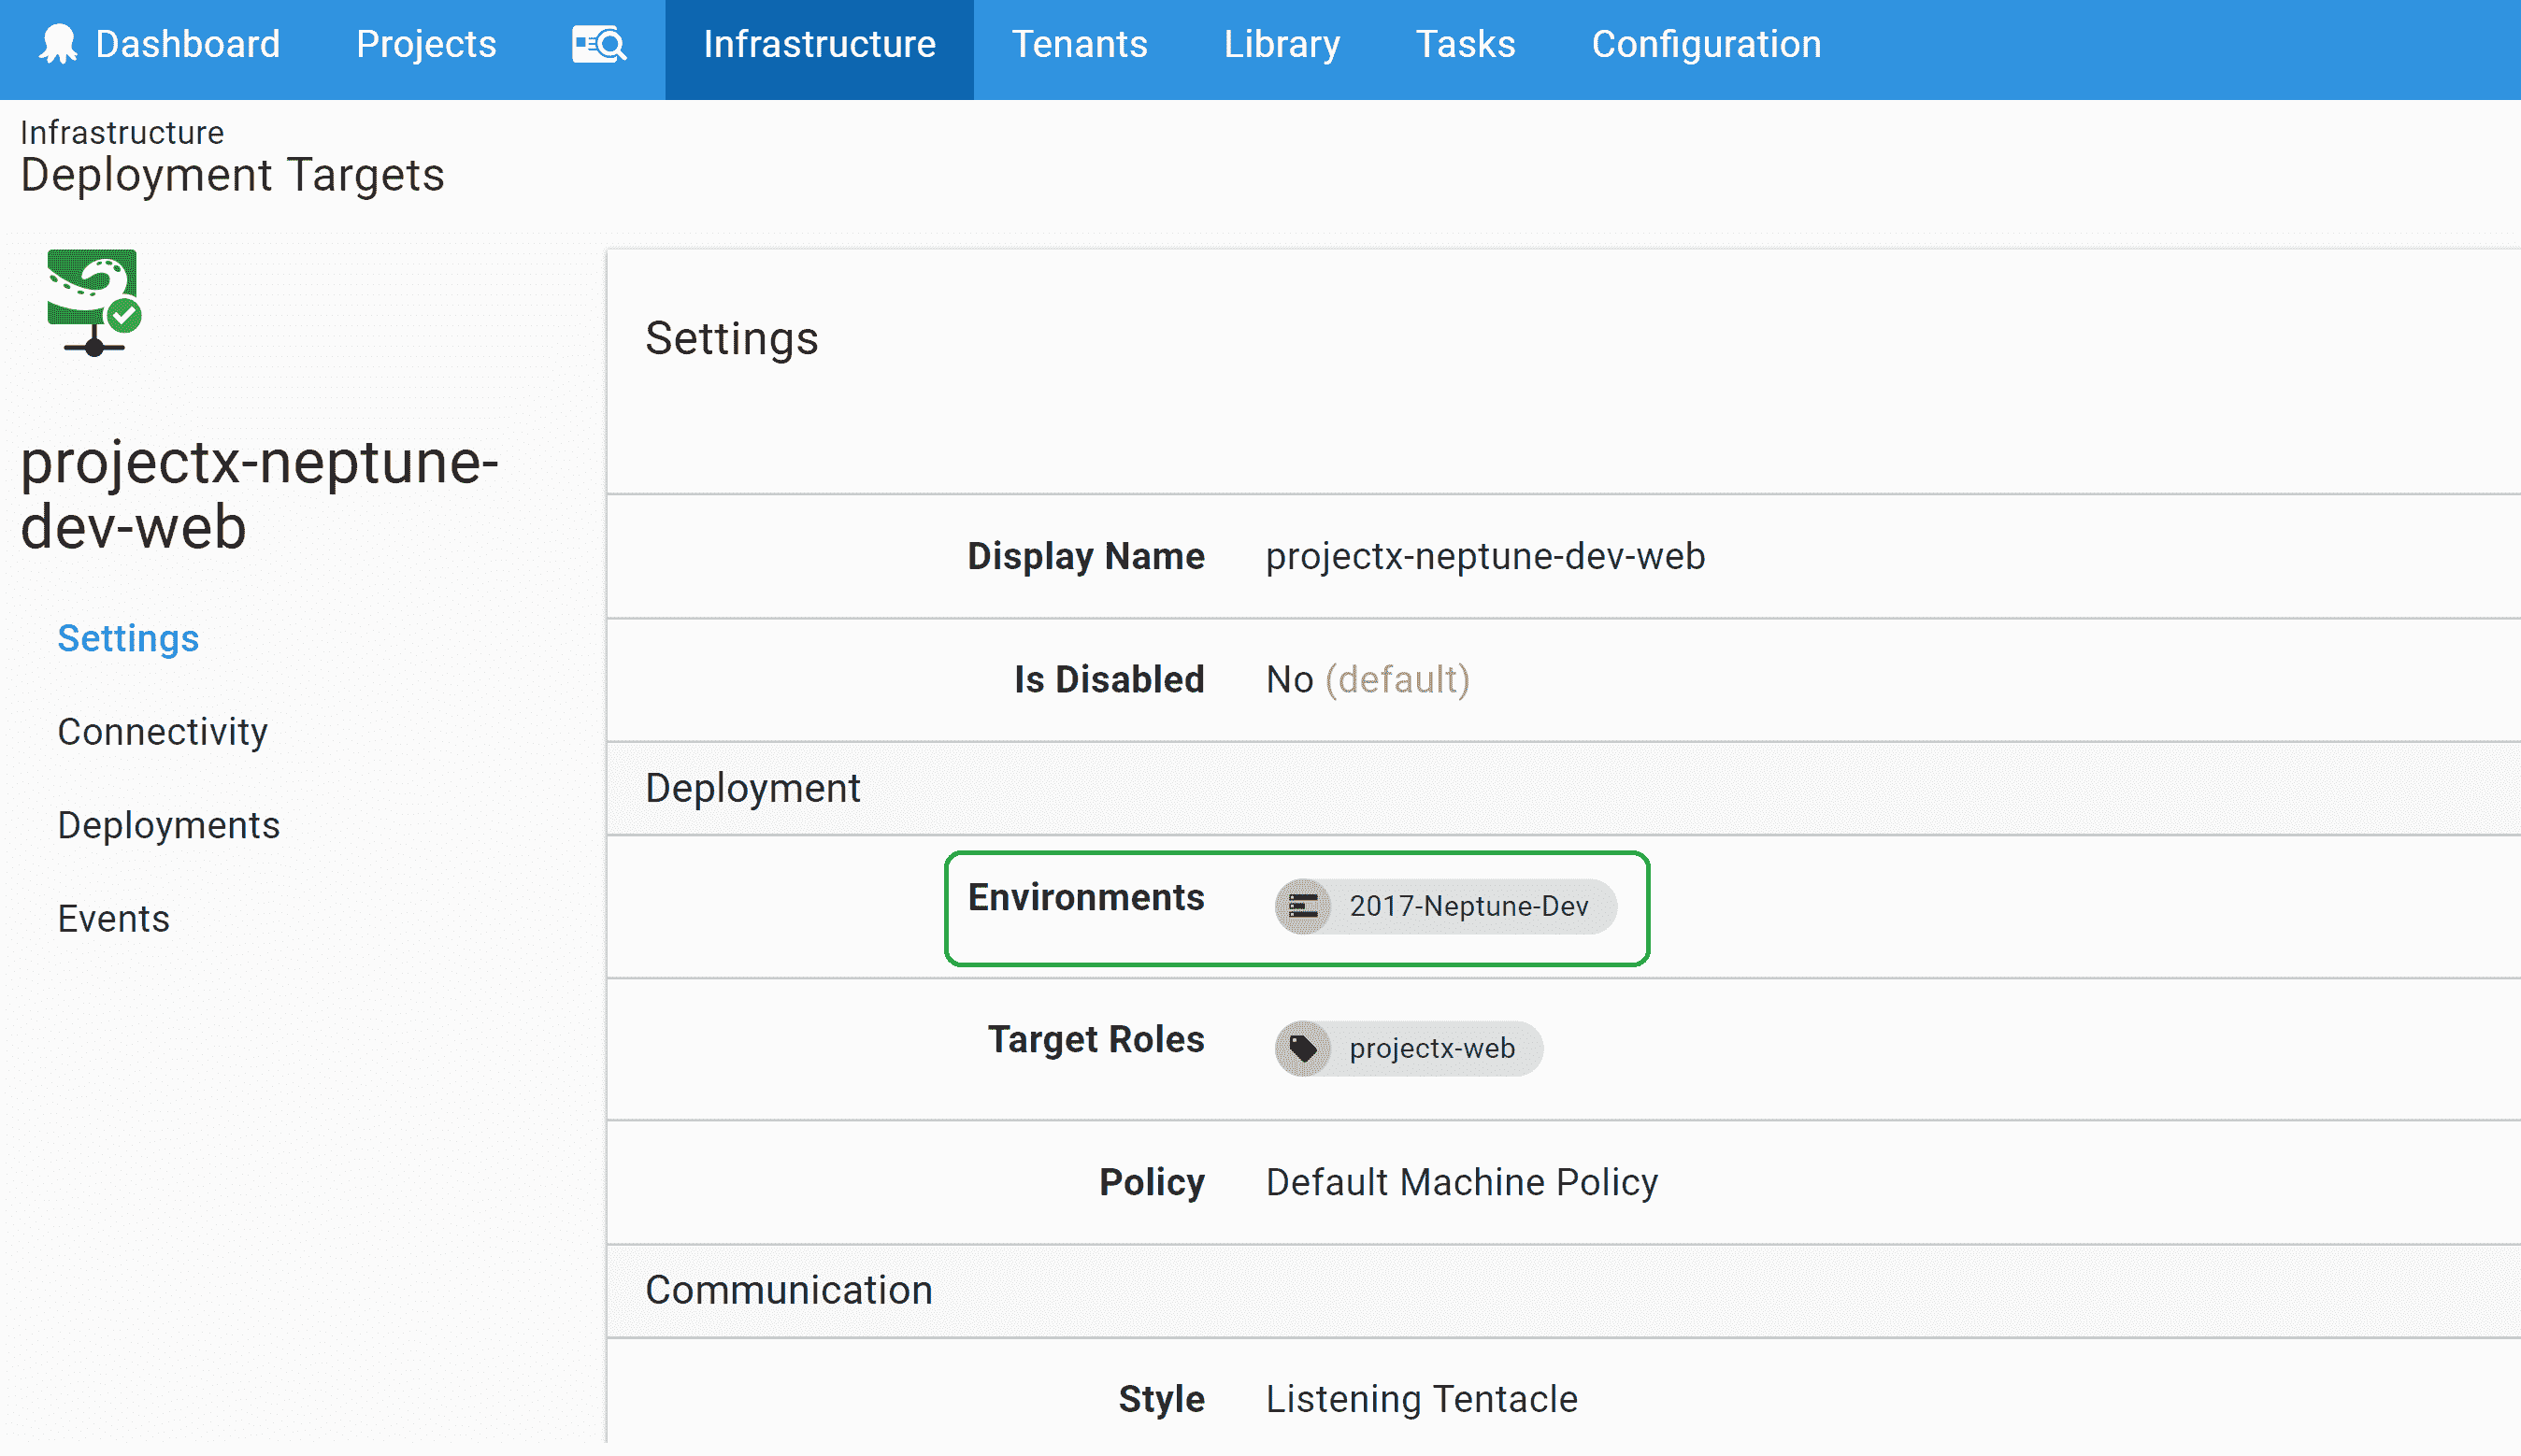 Dashboard Projects Infrastructure Tenants Library Tasks Configuration
Infrastructure
Deployment Targets
projectx-neptune-
dev-web
Settings
Connectivity
Deployments
Events
Settings
Display Name projectx-neptune-dev-web
Is Disabled No (default)
Deployment
Environments 2017-Neptune-Dev
Target Roles projectx-web
Policy Default Machine Policy
Communication
Style Listening Tentacle